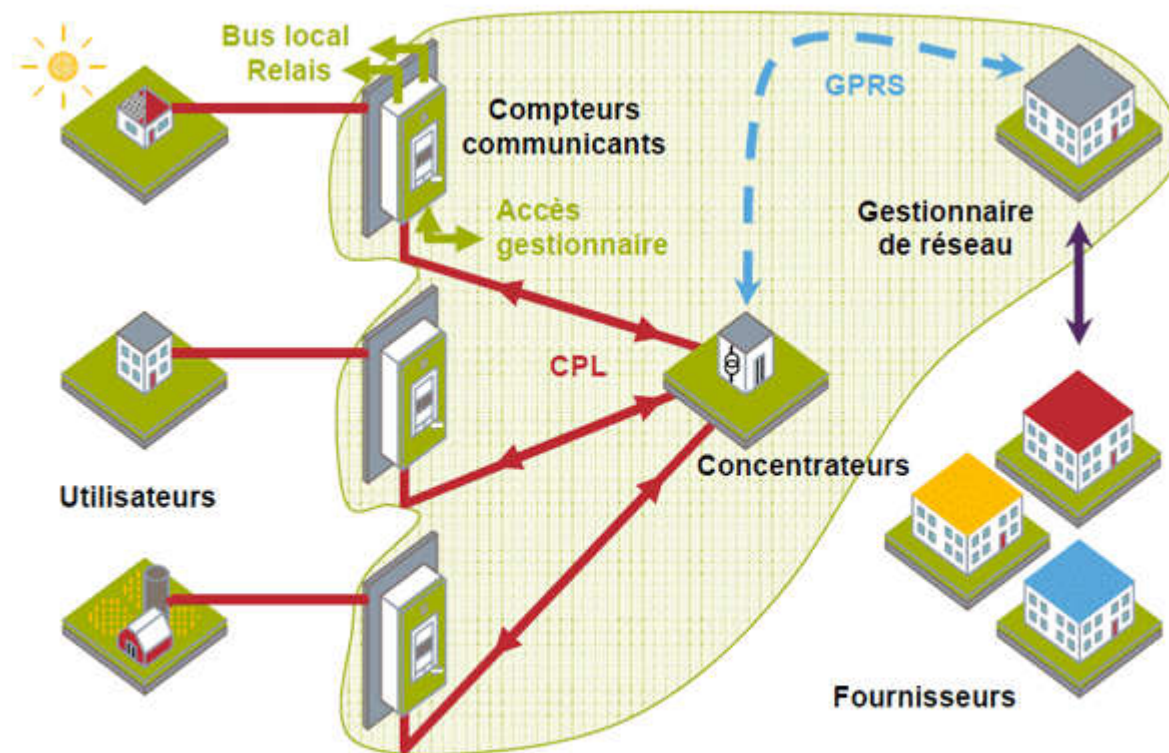 Bus local
Relais
GPRS
Compteurs
communicants
Accès
gestionnaire
Gestionnaire
de réseau
CPL
Concentrateurs
Utilisateurs
Fournisseurs